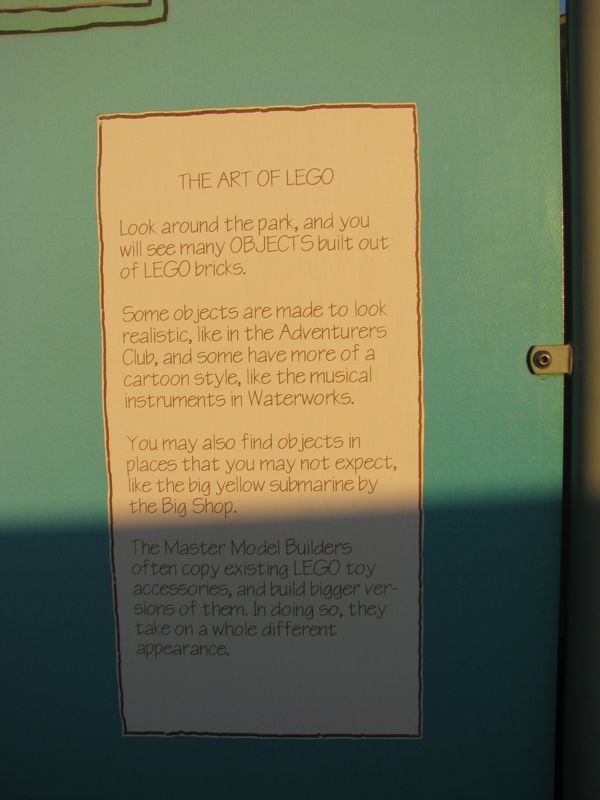 THE ART OF LEGO
Look around the park, and you
will see many OBJECTS built out
of LEGO bricks.
Some objects are made to look
realistic, like in the Adventurers
Club, and some have more of a
cartoon style, like the musical
instruments in Waterworks.
You may also find objects in
places that you may not expect,
like the big yellow submarine by
the Big Shop.
The Master Model Builders
often copy existing LEGO toy
accessories, and build bigger ver-
sions of them. In doing so, they
take on a whole different
appearance.